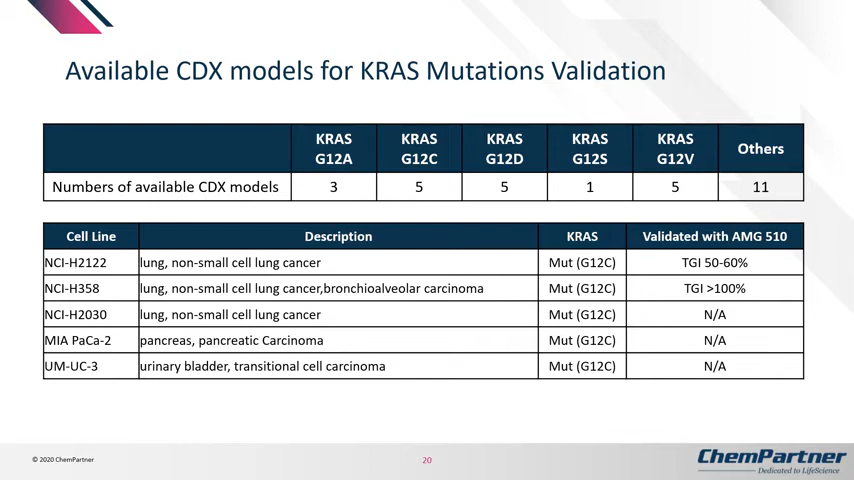 Available CDX models for KRAS Mutations Validation
KRAS G12A KRAS G12C KRAS G12D KRAS G12S KRAS G12V Others
Numbers of available CDX models 3 5 5 1 5 11
Cell Line Description KRAS Validated with AMG 510
NCI-H2122 lung, non-small cell lung cancer Mut (G12C) TGI 50-60%
NCI-H358 lung, non-small cell lung cancer,bronchioalveolar carcinoma Mut (G12C) TGI >100%
NCI-H2030 lung, non-small cell lung cancer Mut (G12C) N/A
MIA PaCa-2 pancreas, pancreatic Carcinoma Mut (G12C) N/A
UM-UC-3 urinary bladder, transitional cell carcinoma Mut (G12C) N/A
© 2020 ChemPartner
20
ChemPartner
Dedicated to LifeScience